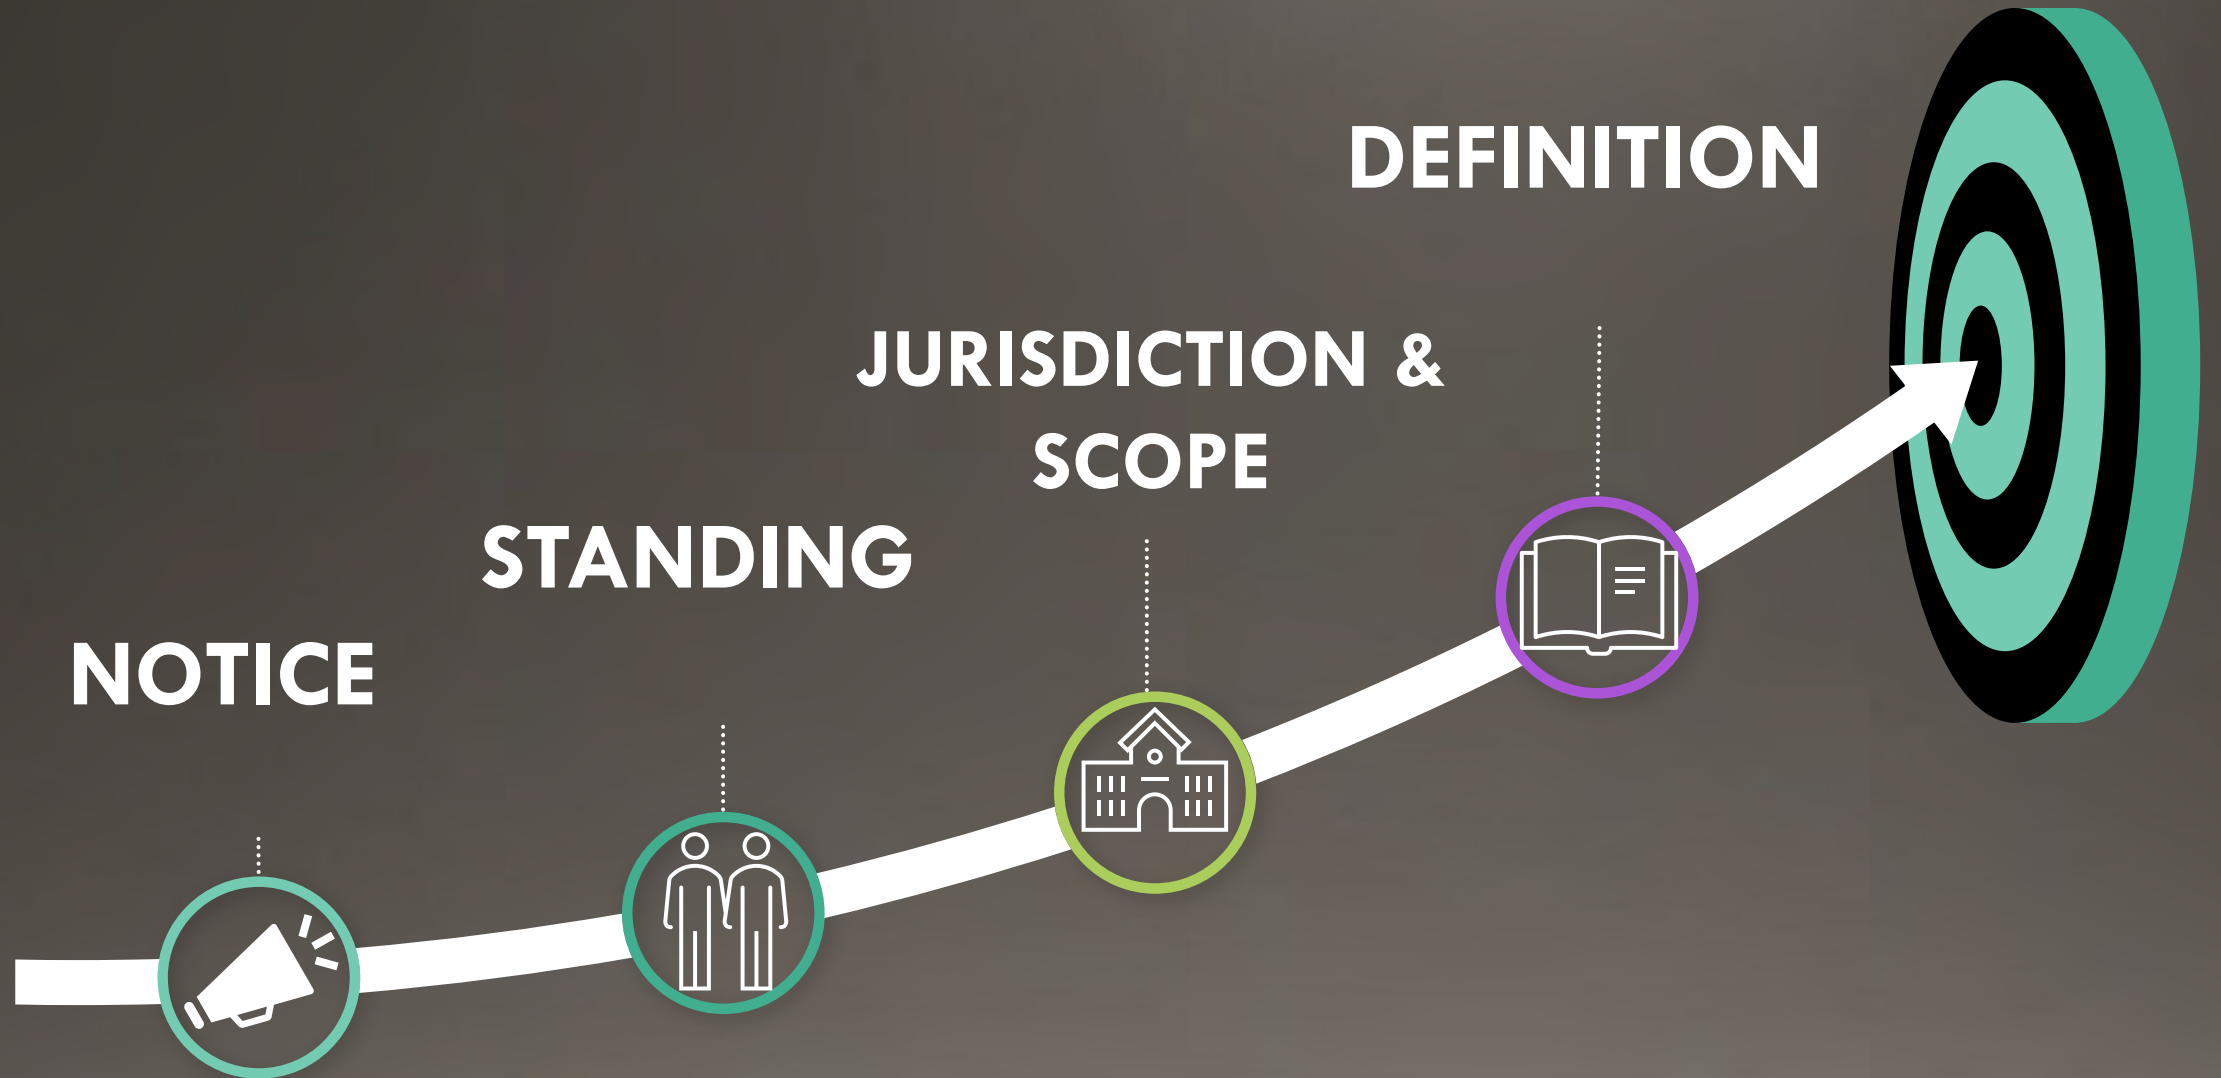 NOTICE
STANDING
JURISDICTION &
SCOPE
DEFINITION